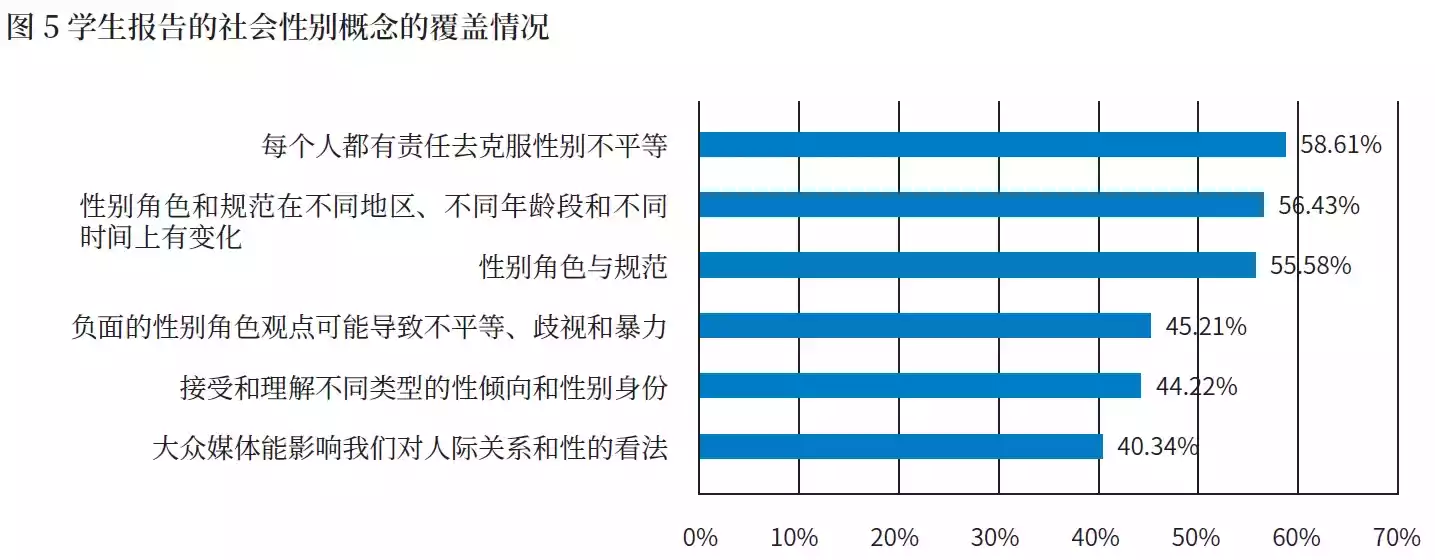 图 5 学生报告的社会性别概念的覆盖情况
每个人都有责任去克服性别不平等
58.61%
性别角色和规范在不同地区、不同年龄段和不同
时间上有变化
56.43%
性别角色与规范
55.58%
负面的性别角色观点可能导致不平等、歧视和暴力
45.21%
接受和理解不同类型的性倾向和性别身份
44.22%
大众媒体能影响我们对人际关系和性的看法
40.34%
0% 10% 20% 30% 40% 50% 60% 70%